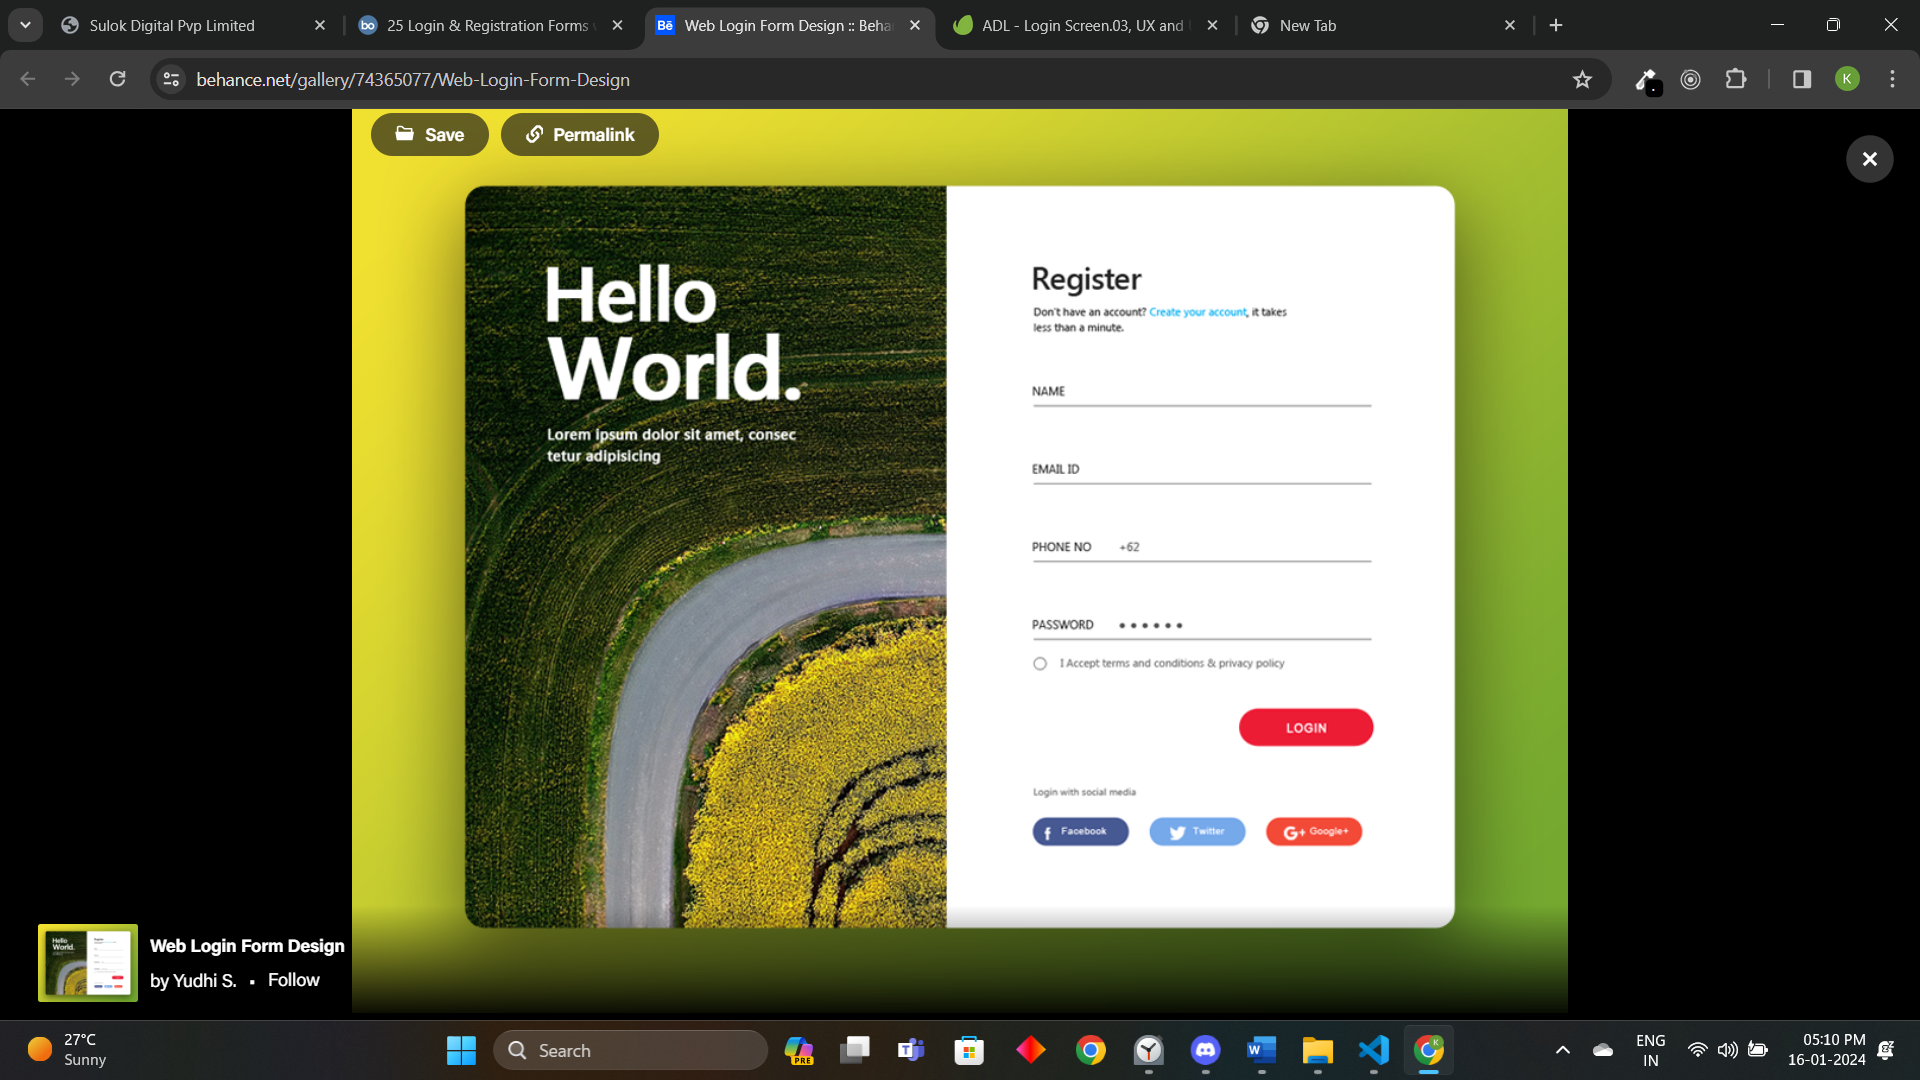 Sulok Digital Pvp Limited
25 Login & Registration Forms
Web Login Form Design :: Beha
ADL - Login Screen.03, UX and
New Tab
behance.net/gallery/74365077/Web-Login-Form-Design
K
Save
Permalink
Hello
World.
Lorem ipsum dolor sit amet, consec
tetur adipisicing
Register
Don't have an account? Create your account, it takes
less than a minute.
NAME
EMAIL ID
PHONE NO +62
PASSWORD ● ● ● ● ● ●
I Accept terms and conditions & privacy policy
LOGIN
Login with social media
Facebook
Twitter
G+ Google+
Web Login Form Design
by Yudhi S. • Follow
27°C
Sunny
Search
PRE
ENG
IN
05:10 PM
16-01-2024